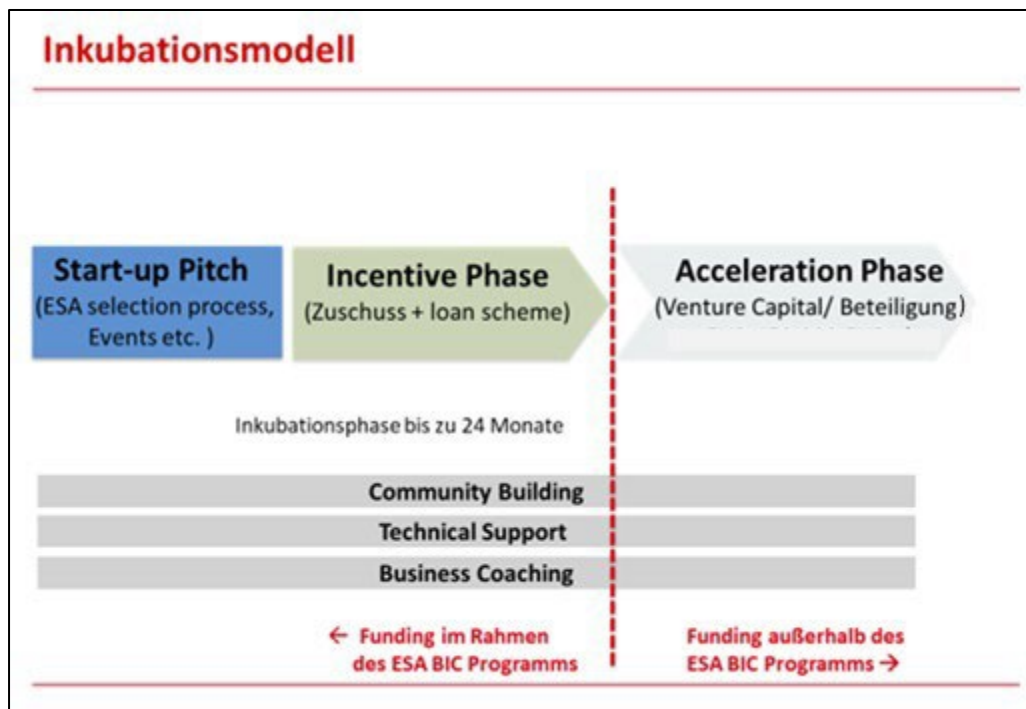 Inkubationsmodell
Start-up Pitch
(ESA selection process,
Events etc. )
Incentive Phase
(Zuschuss + loan scheme)
Acceleration Phase
(Venture Capital/ Beteiligung)
Inkubationsphase bis zu 24 Monate
Community Building
Technical Support
Business Coaching
← Funding im Rahmen
des ESA BIC Programms
Funding außerhalb des
ESA BIC Programms →